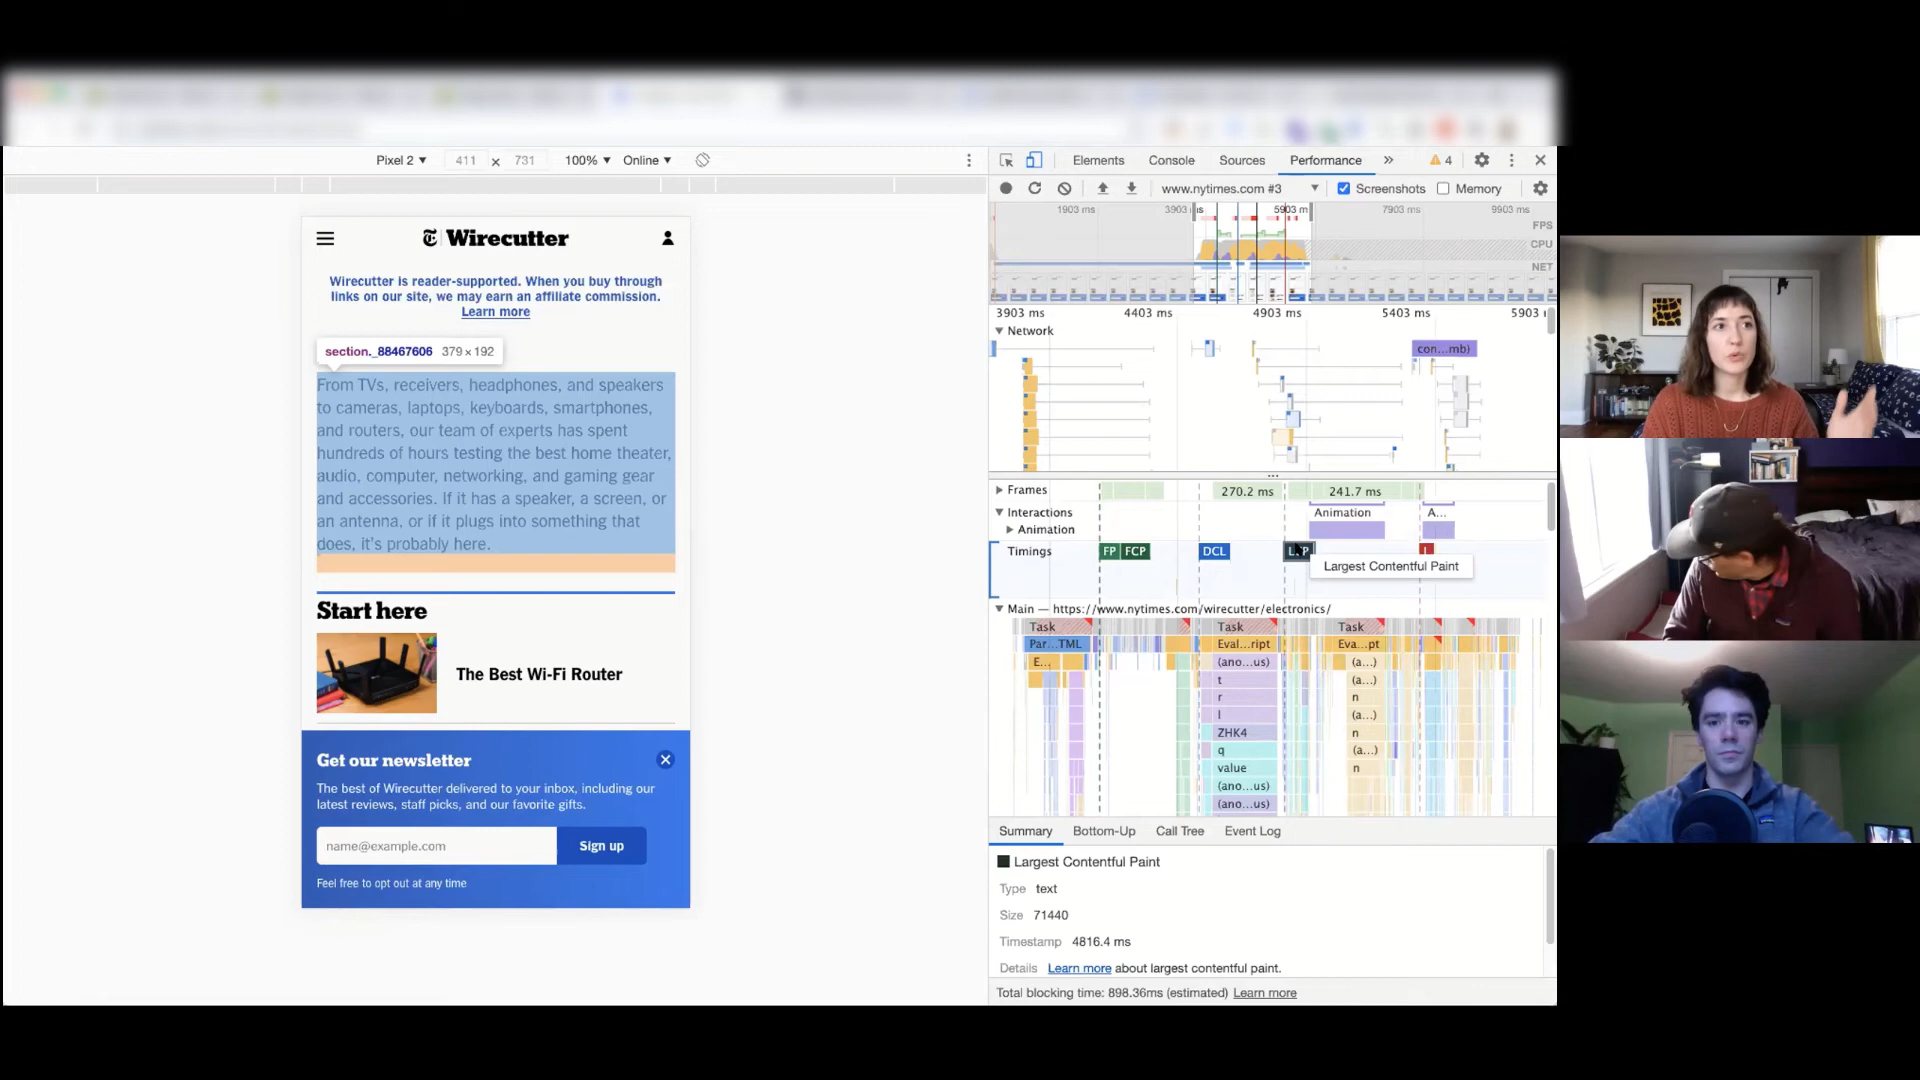 Pixel 2 411 × 731 100% Online
Wirecutter
Wirecutter is reader-supported. When you buy through
links on our site, we may earn an affiliate commission.
Learn more
section._88467606 379 × 192
From TVs, receivers, headphones, and speakers
to cameras, laptops, keyboards, smartphones,
and routers, our team of experts has spent
hundreds of hours testing the best home theater,
audio, computer, networking, and gaming gear
and accessories. If it has a speaker, a screen, or
an antenna, or if it plugs into something that
does, it's probably here.
Start here
The Best Wi-Fi Router
Get our newsletter
The best of Wirecutter delivered to your inbox, including our
latest reviews, staff picks, and our favorite gifts.
name@example.com Sign up
Feel free to opt out at any time
Elements Console Sources Performance » 4
www.nytimes.com #3 Screenshots Memory
1903 ms 3903 ms 5903 m 7903 ms 9903 ms
FPS
CPU
NET
3903 ms 4403 ms 4903 ms 5403 ms 5903
Network
con...mb)
Frames 270.2 ms 241.7 ms
Interactions Animation A...
Animation
Timings FP FCP DCL L
Largest Contentful Paint
Main — https://www.nytimes.com/wirecutter/electronics/
Task Task Task
Par...TML Eval...ript Eva...pt
E... (ano...us) (a...)
t (a...)
r n
l (a...)
ZHK4 n
q (a...)
value n
(ano...us)
(ano...us)
Summary Bottom-Up Call Tree Event Log
Largest Contentful Paint
Type text
Size 71440
Timestamp 4816.4 ms
Details Learn more about largest contentful paint.
Total blocking time: 898.36ms (estimated) Learn more